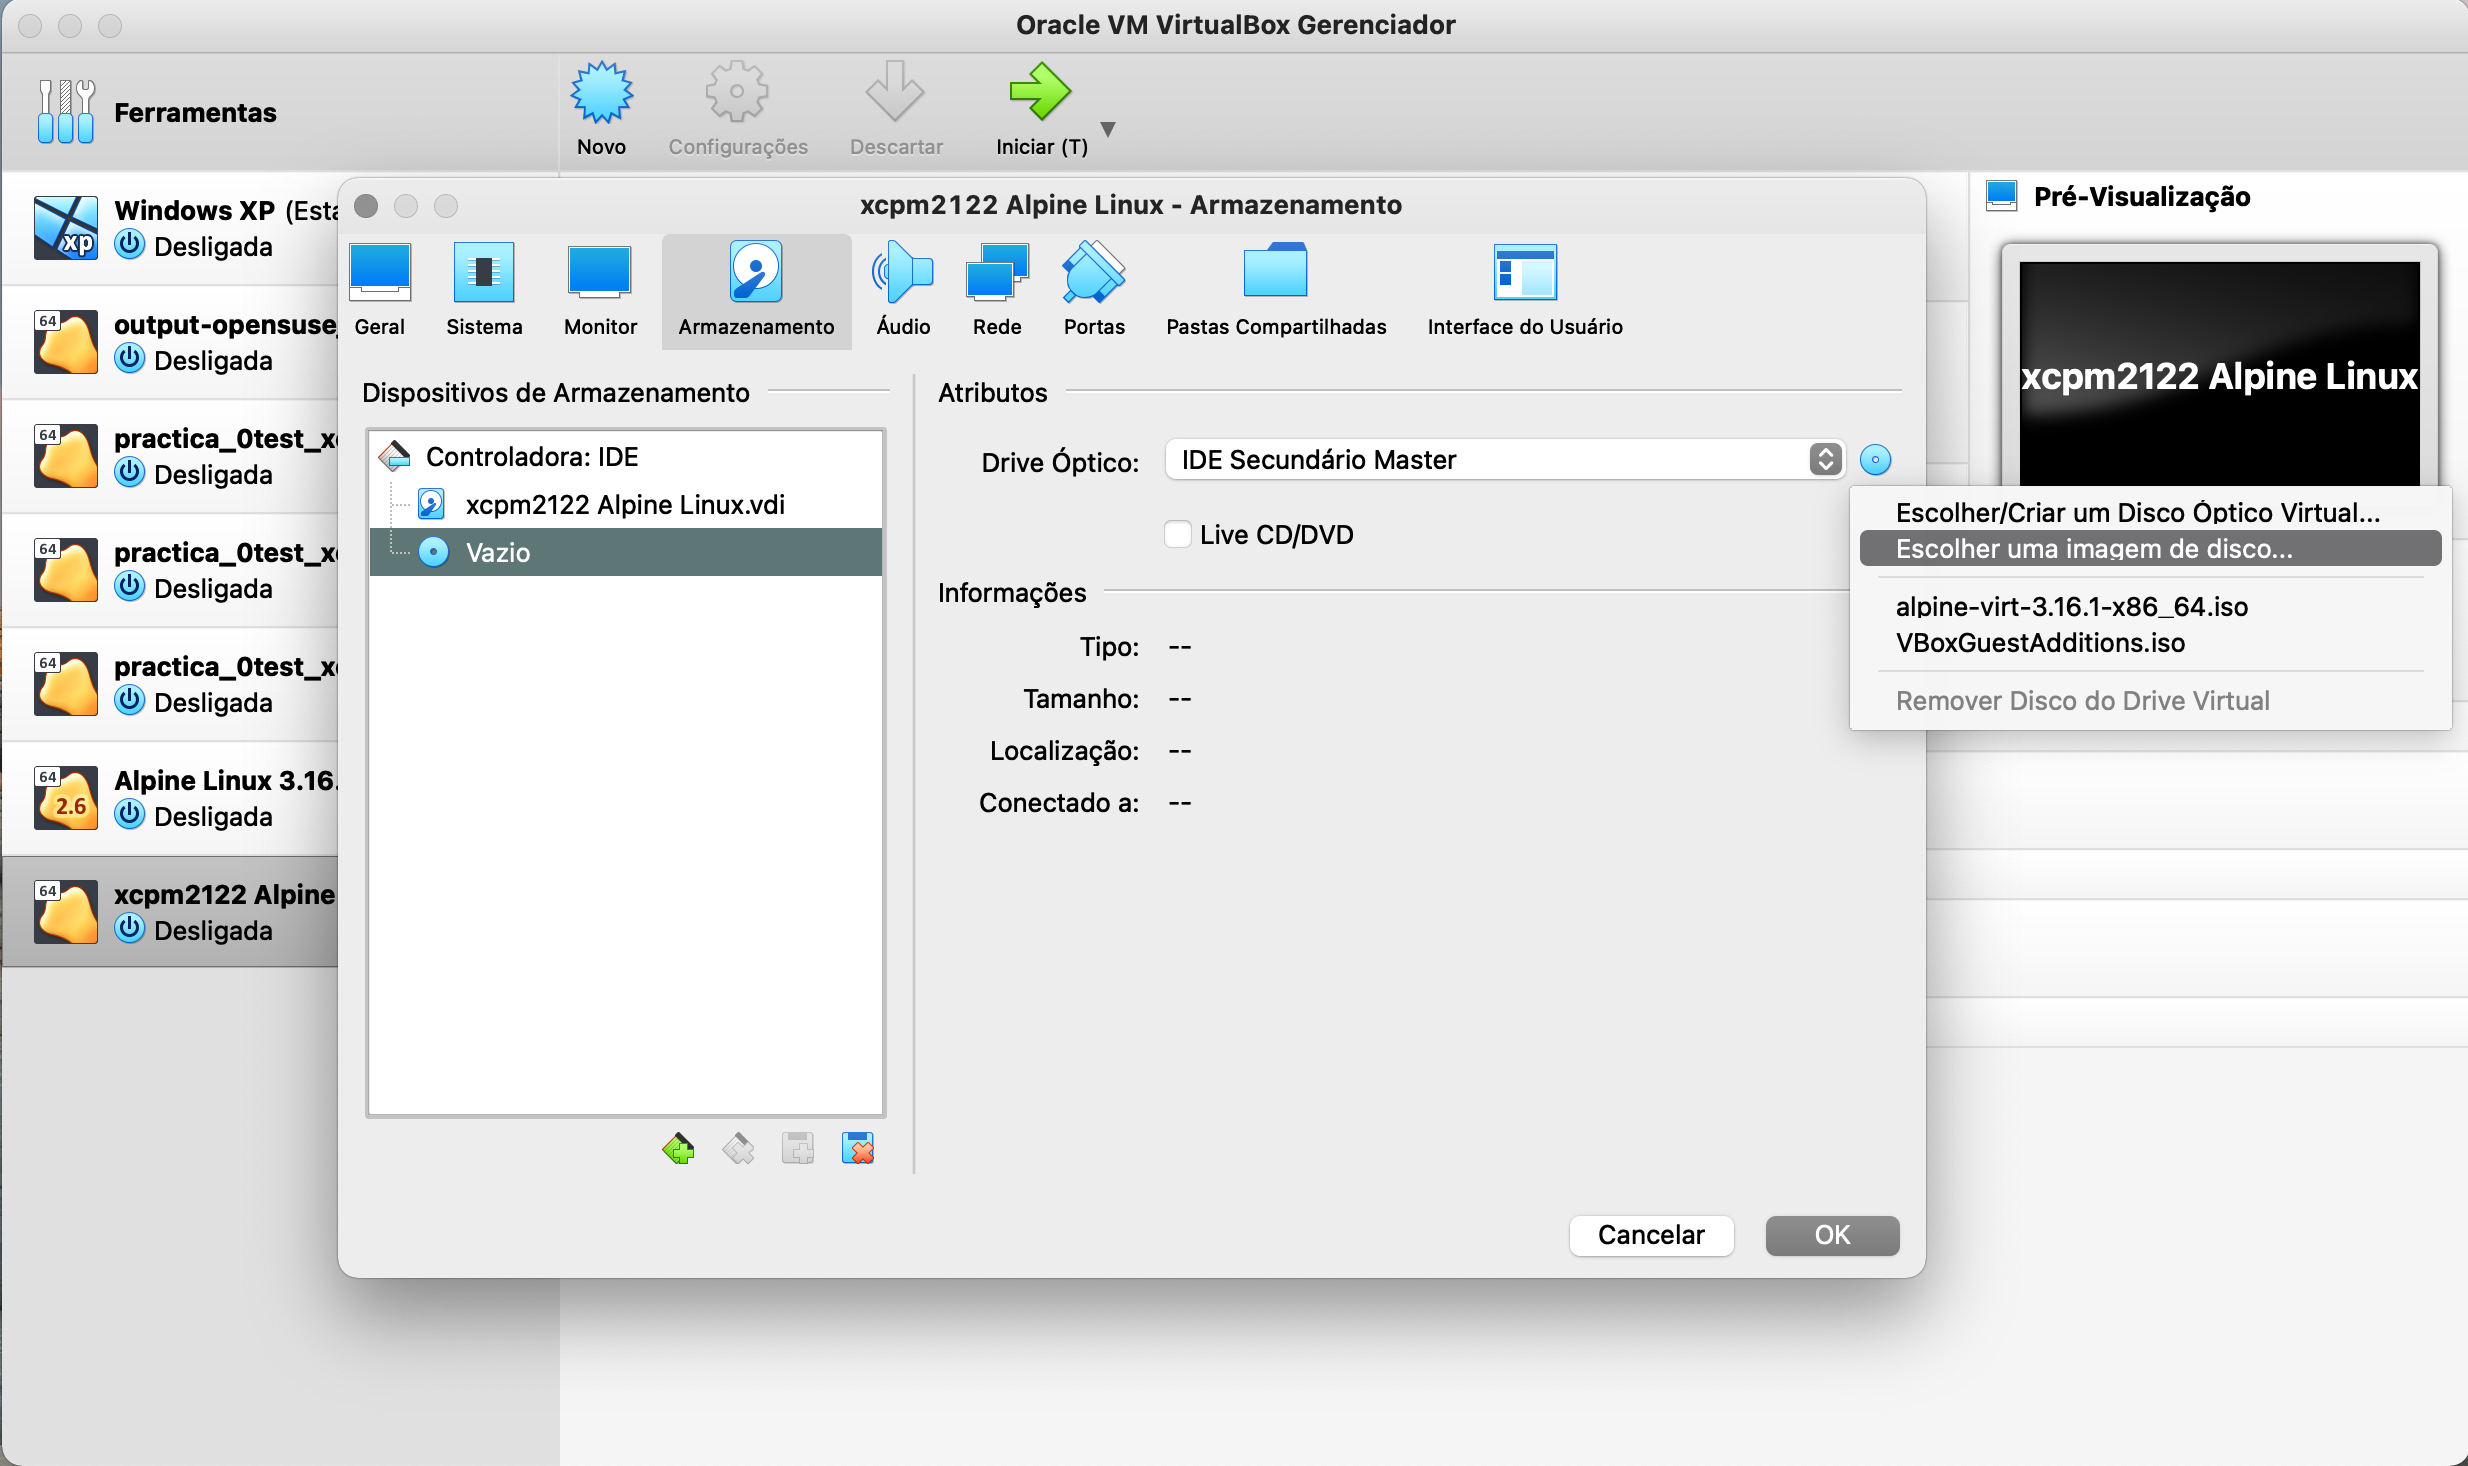 Oracle VM VirtualBox Gerenciador
Ferramentas
Novo
Configurações
Descartar
Iniciar (T)
Windows XP (Esta
xp
Desligada
64
output-opensuse_
Desligada
64
practica_0test_x
Desligada
64
practica_0test_x
Desligada
64
practica_0test_x
Desligada
64
2.6
Alpine Linux 3.16.
Desligada
64
xcpm2122 Alpine
Desligada
xcpm2122 Alpine Linux - Armazenamento
Geral
Sistema
Monitor
Armazenamento
Áudio
Rede
Portas
Pastas Compartilhadas
Interface do Usuário
Dispositivos de Armazenamento
Controladora: IDE
xcpm2122 Alpine Linux.vdi
Vazio
Atributos
Drive Óptico: IDE Secundário Master
Live CD/DVD
Informações
Tipo: --
Tamanho: --
Localização: --
Conectado a: --
Cancelar
OK
Pré-Visualização
xcpm2122 Alpine Linux
Escolher/Criar um Disco Óptico Virtual...
Escolher uma imagem de disco...
alpine-virt-3.16.1-x86_64.iso
VBoxGuestAdditions.iso
Remover Disco do Drive Virtual